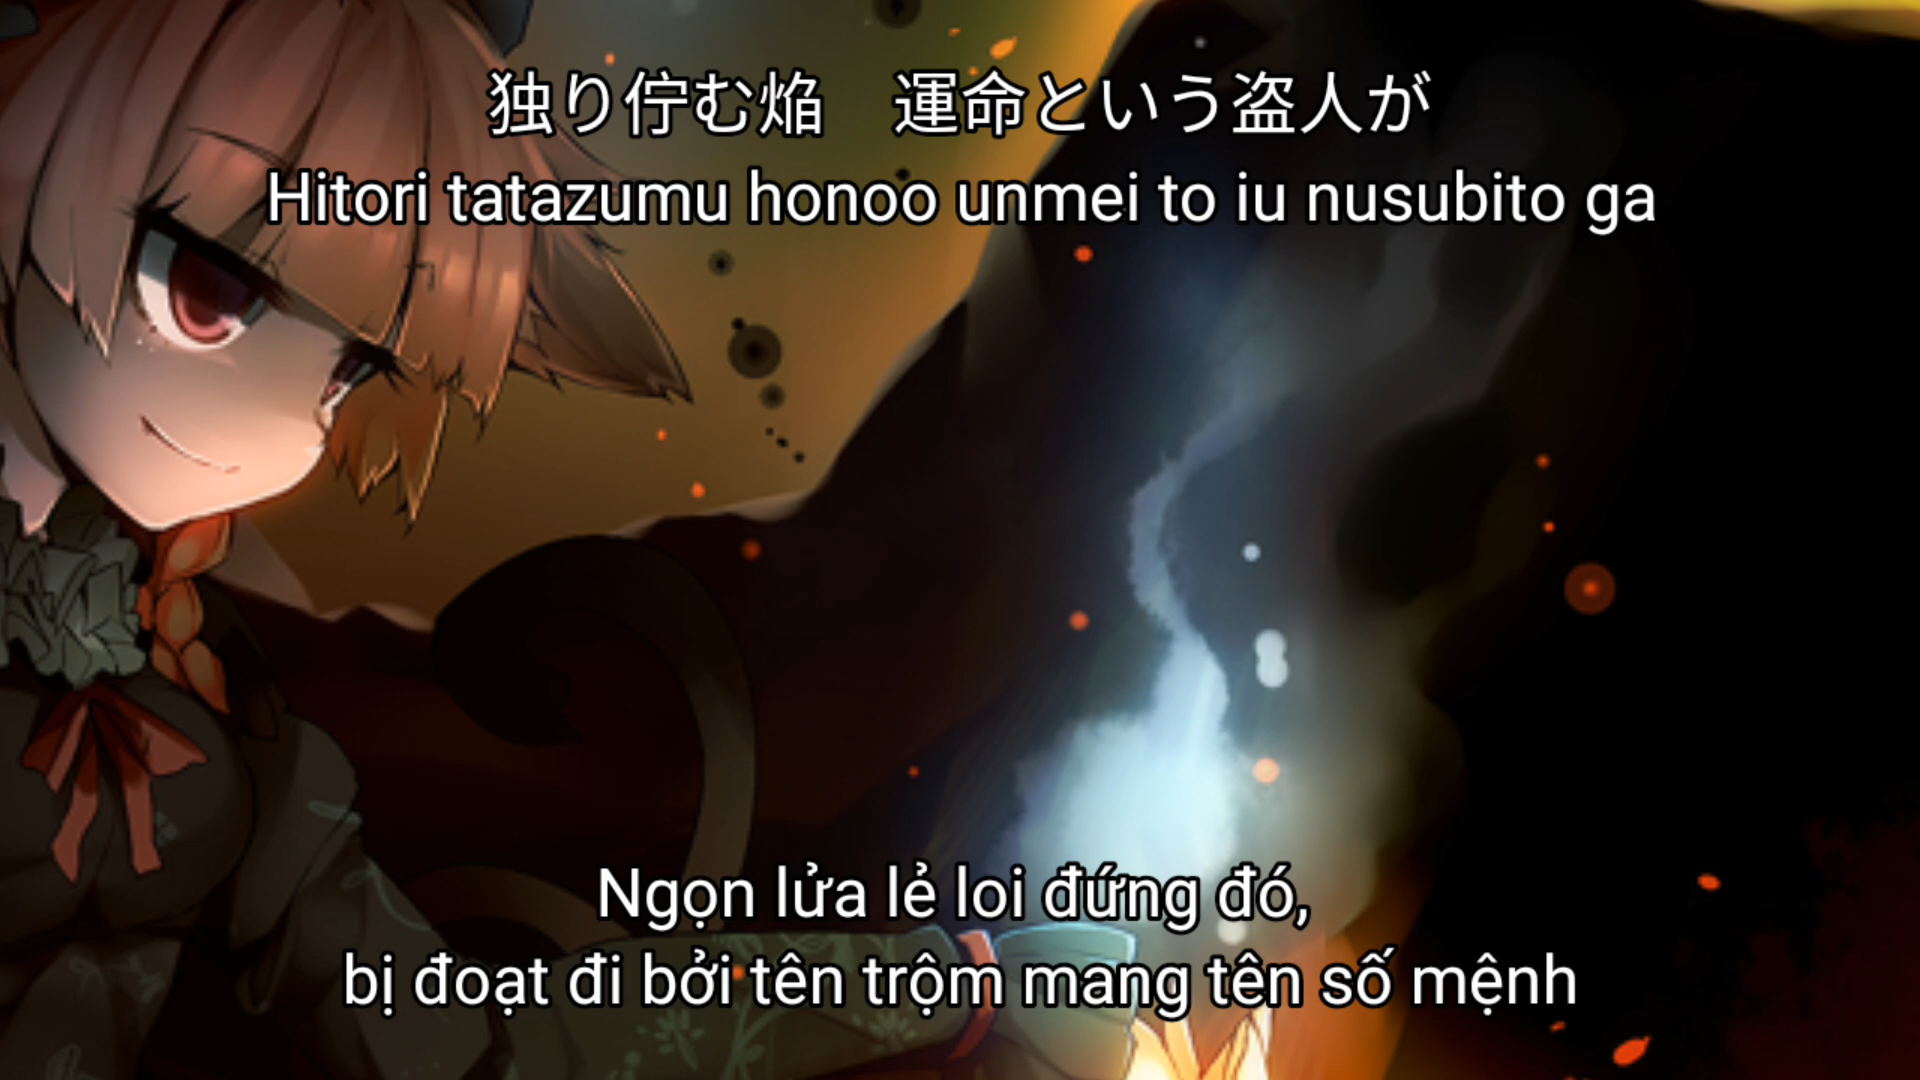 独り佇む焔　運命という盗人が
Hitori tatazumu honoo unmei to iu nusubito ga
Ngọn lửa lẻ loi đứng đó,
bị đoạt đi bởi tên trộm mang tên số mệnh